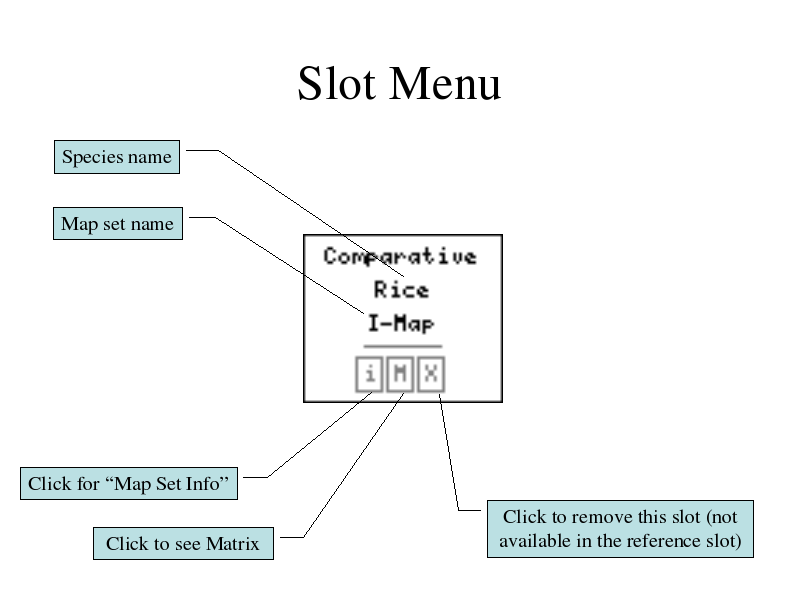 Slot Menu
Species name
Map set name
Comparative
Rice
I-Map
i M X
Click for “Map Set Info”
Click to see Matrix
Click to remove this slot (not
available in the reference slot)